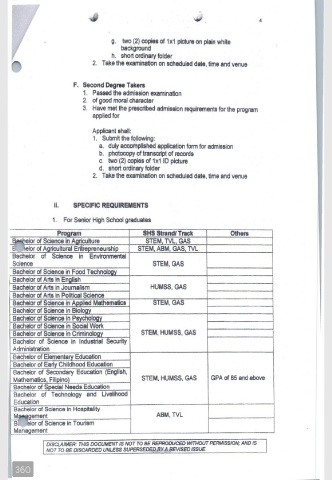 4
g. two (2) copies of 1x1 picture on plain white
background
h. short ordinary folder
2. Take the examination on scheduled date, time and venue
F. Second Degree Takers
1. Passed the admission examination
2. of good moral character
3. Have met the prescribed admission requirements for the program
applied for
Applicant shall:
1. Submit the following:
a. duly accomplished application form for admission
b. photocopy of transcript of records
c. two (2) copies of 1x1 ID picture
d. short ordinary folder
2. Take the examination on scheduled date, time and venue
II. SPECIFIC REQUIREMENTS
1. For Senior High School graduates
Program SHS Strand/ Track Others
Bachelor of Science in Agriculture STEM, TVL, GAS
Bachelor of Agricultural Entrepreneurship STEM, ABM, GAS, TVL
Bachelor of Science in Environmental
Science STEM, GAS
Bachelor of Science in Food Technology
Bachelor of Arts in English
Bachelor of Arts in Journalism HUMSS, GAS
Bachelor of Arts in Political Science
Bachelor of Science in Applied Mathematics STEM, GAS
Bachelor of Science in Biology
Bachelor of Science in Psychology
Bachelor of Science in Social Work
Bachelor of Science in Criminology STEM, HUMSS, GAS
Bachelor of Science in Industrial Security
Administration
Bachelor of Elementary Education
Bachelor of Early Childhood Education
Bachelor of Secondary Education (English,
Mathematics, Filipino) STEM, HUMSS, GAS GPA of 85 and above
Bachelor of Special Needs Education
Bachelor of Technology and Livelihood
Education
Bachelor of Science in Hospitality
Management ABM, TVL
Bachelor of Science in Tourism
Management
DISCLAIMER: THIS DOCUMENT IS NOT TO BE REPRODUCED WITHOUT PERMISSION; AND IS
NOT TO BE DISCARDED UNLESS SUPERSEDED BY A REVISED ISSUE.
360